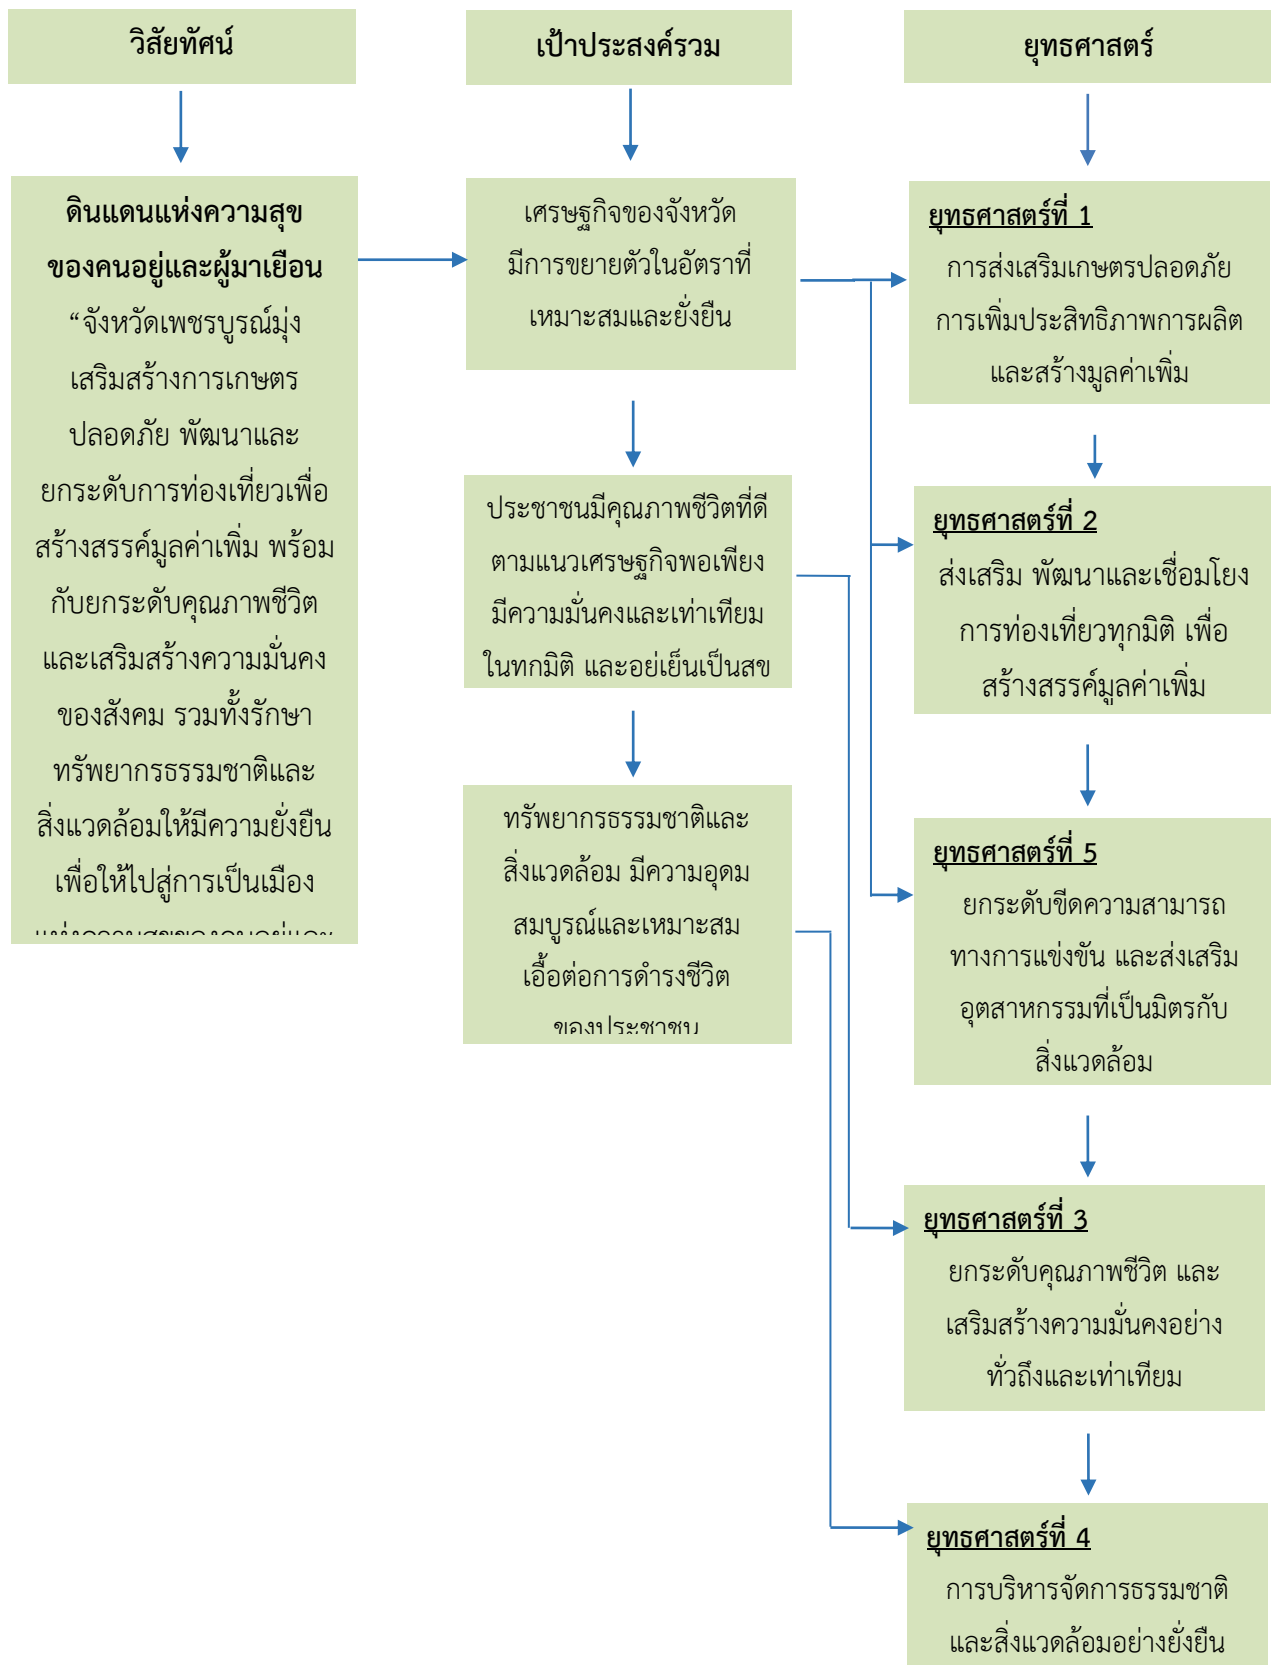 วิสัยทัศน์
ดินแดนแห่งความสุข
ของคนอยู่และผู้มาเยือน
“จังหวัดเพชรบูรณ์มุ่ง
เสริมสร้างการเกษตร
ปลอดภัย พัฒนาและ
ยกระดับการท่องเที่ยวเพื่อ
สร้างสรรค์มูลค่าเพิ่ม พร้อม
กับยกระดับคุณภาพชีวิต
และเสริมสร้างความมั่นคง
ของสังคม รวมทั้งรักษา
ทรัพยากรธรรมชาติและ
สิ่งแวดล้อมให้มีความยั่งยืน
เพื่อให้ไปสู่การเป็นเมือง
เป้าประสงค์รวม
เศรษฐกิจของจังหวัด
มีการขยายตัวในอัตราที่
เหมาะสมและยั่งยืน
ประชาชนมีคุณภาพชีวิตที่ดี
ตามแนวเศรษฐกิจพอเพียง
มีความมั่นคงและเท่าเทียม
ในทุกมิติ และอยู่เย็นเป็นสุข
ทรัพยากรธรรมชาติและ
สิ่งแวดล้อม มีความอุดม
สมบูรณ์และเหมาะสม
เอื้อต่อการดำรงชีวิต
ของประชาชน
ยุทธศาสตร์
ยุทธศาสตร์ที่ 1
การส่งเสริมเกษตรปลอดภัย
การเพิ่มประสิทธิภาพการผลิต
และสร้างมูลค่าเพิ่ม
ยุทธศาสตร์ที่ 2
ส่งเสริม พัฒนาและเชื่อมโยง
การท่องเที่ยวทุกมิติ เพื่อ
สร้างสรรค์มูลค่าเพิ่ม
ยุทธศาสตร์ที่ 5
ยกระดับขีดความสามารถ
ทางการแข่งขัน และส่งเสริม
อุตสาหกรรมที่เป็นมิตรกับ
สิ่งแวดล้อม
ยุทธศาสตร์ที่ 3
ยกระดับคุณภาพชีวิต และ
เสริมสร้างความมั่นคงอย่าง
ทั่วถึงและเท่าเทียม
ยุทธศาสตร์ที่ 4
การบริหารจัดการธรรมชาติ
และสิ่งแวดล้อมอย่างยั่งยืน